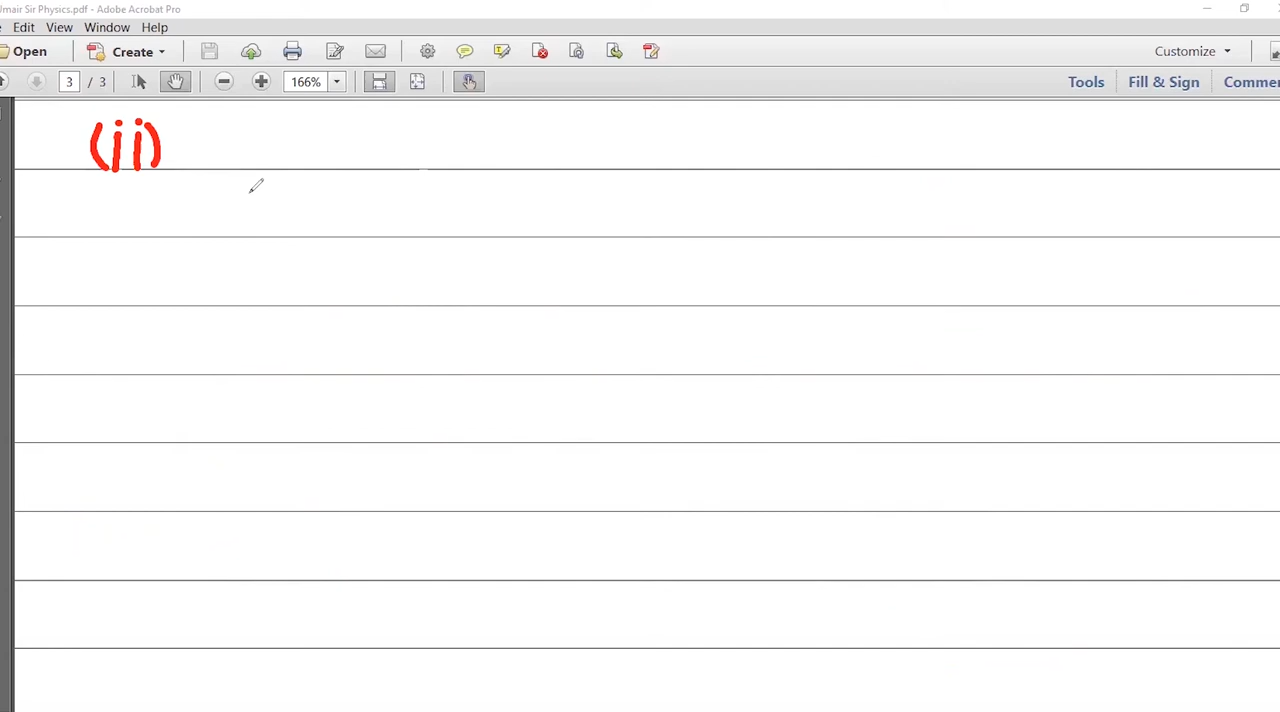 Umair Sir Physics.pdf - Adobe Acrobat Pro
Edit View Window Help
Open Create Customize
3 / 3 166% Tools Fill & Sign Comme
(ii)